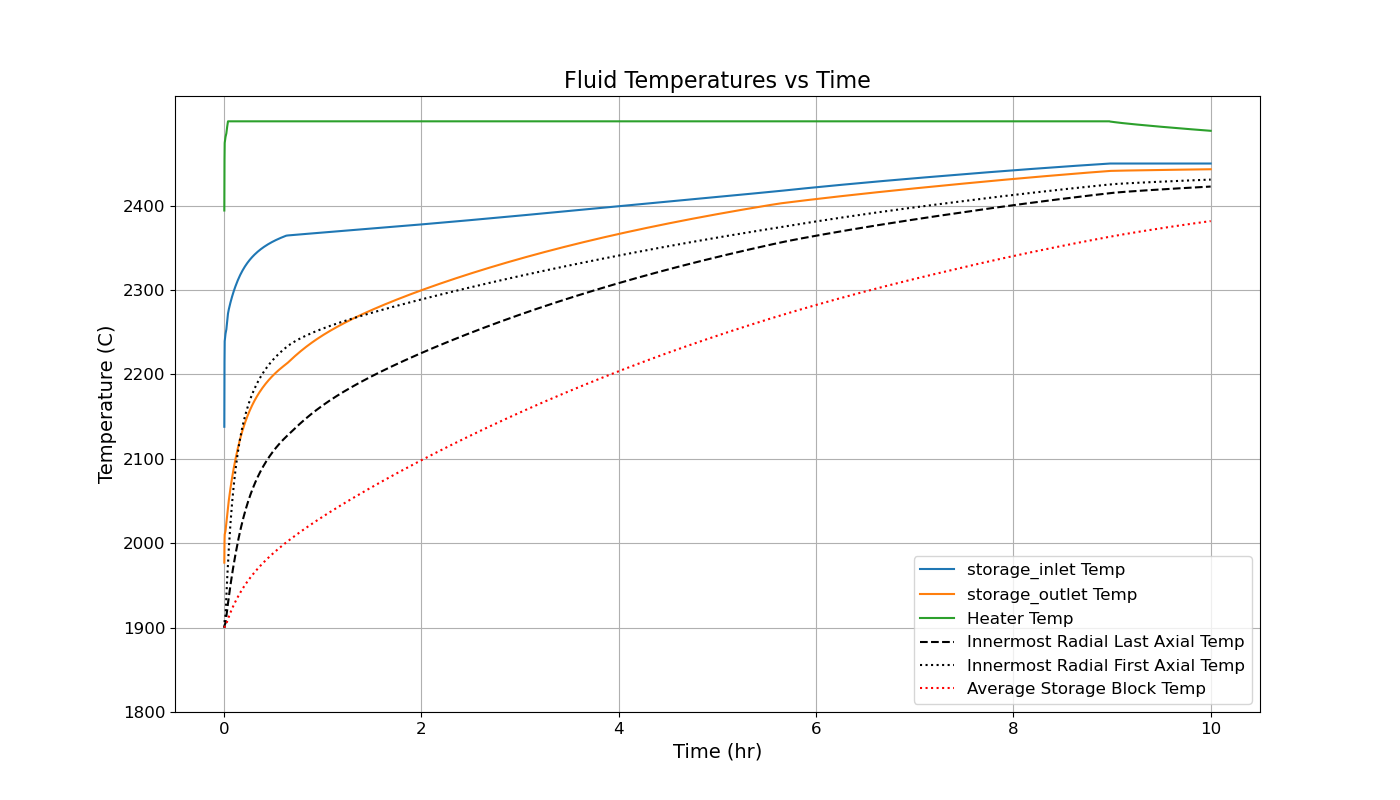 Fluid Temperatures vs Time
Temperature (C)
2400
2300
2200
2100
2000
1900
1800
0 2 4 6 8 10
Time (hr)
storage_inlet Temp
storage_outlet Temp
Heater Temp
Innermost Radial Last Axial Temp
Innermost Radial First Axial Temp
Average Storage Block Temp